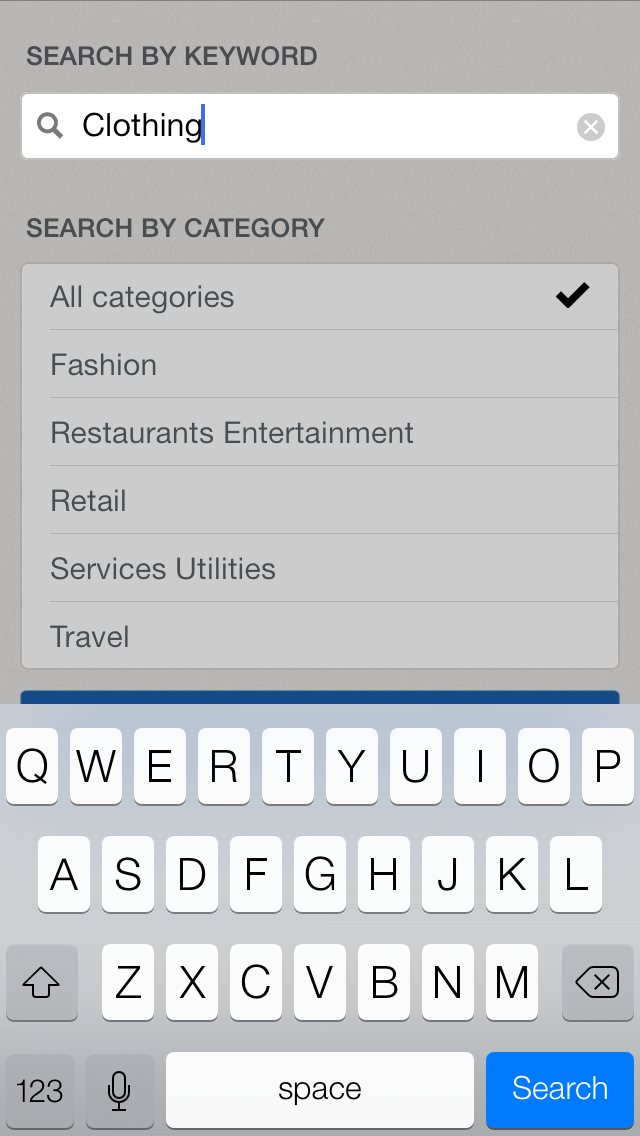 SEARCH BY KEYWORD
Clothing
SEARCH BY CATEGORY
All categories
Fashion
Restaurants Entertainment
Retail
Services Utilities
Travel
Q W E R T Y U I O P
A S D F G H J K L
Z X C V B N M
123 space Search